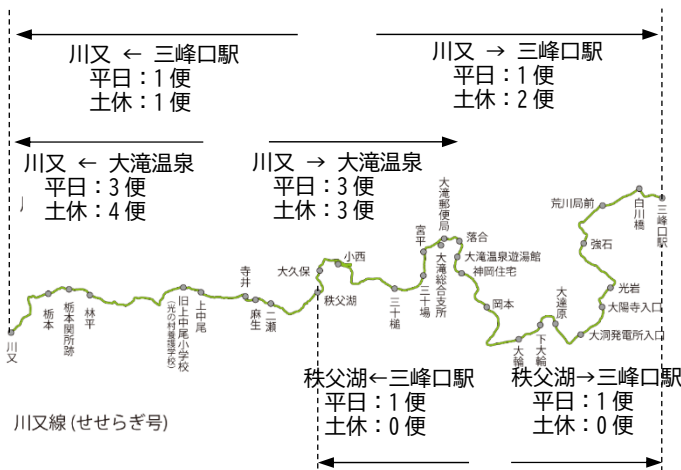 川又 ← 三峰口駅
平日：1便
土休：1便
川又 → 三峰口駅
平日：1便
土休：2便
川又 ← 大滝温泉
平日：3便
土休：4便
川又 → 大滝温泉
平日：3便
土休：3便
川又
栃本
栃本関所跡
林平
旧上中尾小学校
(光の村養護学校)
上中尾
寺井
麻生
二瀬
秩父湖
大久保
小西
三十槌
三十場
宮平
大滝総合支所
大滝郵便局
落合
大滝温泉遊湯館
神岡住宅
岡本
大輪
下大輪
大達原
大洞発電所入口
大陽寺入口
光岩
強石
荒川局前
白川橋
三峰口駅
秩父湖←三峰口駅
平日：1便
土休：0便
秩父湖→三峰口駅
平日：1便
土休：0便
川又線 (せせらぎ号)